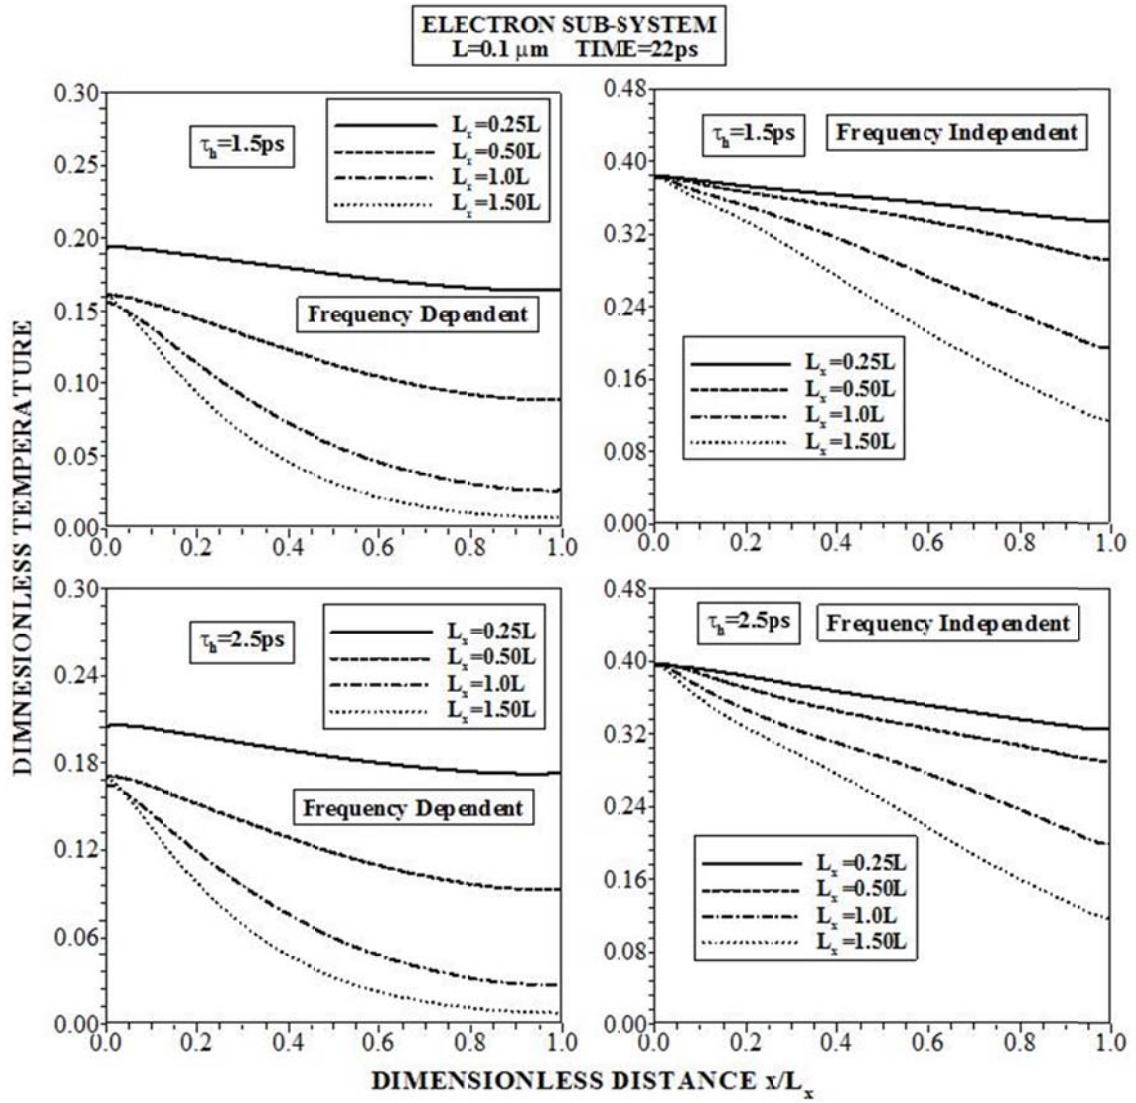 ELECTRON SUB-SYSTEM
L=0.1 μm TIME=22ps
DIMNESIONLESS TEMPERATURE
0.30
0.25
0.20
0.15
0.10
0.05
0.00
τh=1.5ps
Lx=0.25L
Lx=0.50L
Lx=1.0L
Lx=1.50L
Frequency Dependent
0.0 0.2 0.4 0.6 0.8 1.0
0.48
0.40
0.32
0.24
0.16
0.08
0.00
τh=1.5ps
Frequency Independent
Lx=0.25L
Lx=0.50L
Lx=1.0L
Lx=1.50L
0.0 0.2 0.4 0.6 0.8 1.0
0.30
0.24
0.18
0.12
0.06
0.00
τh=2.5ps
Lx=0.25L
Lx=0.50L
Lx=1.0L
Lx=1.50L
Frequency Dependent
0.0 0.2 0.4 0.6 0.8 1.0
0.48
0.40
0.32
0.24
0.16
0.08
0.00
τh=2.5ps
Frequency Independent
Lx=0.25L
Lx=0.50L
Lx=1.0L
Lx=1.50L
0.0 0.2 0.4 0.6 0.8 1.0
DIMENSIONLESS DISTANCE x/Lx